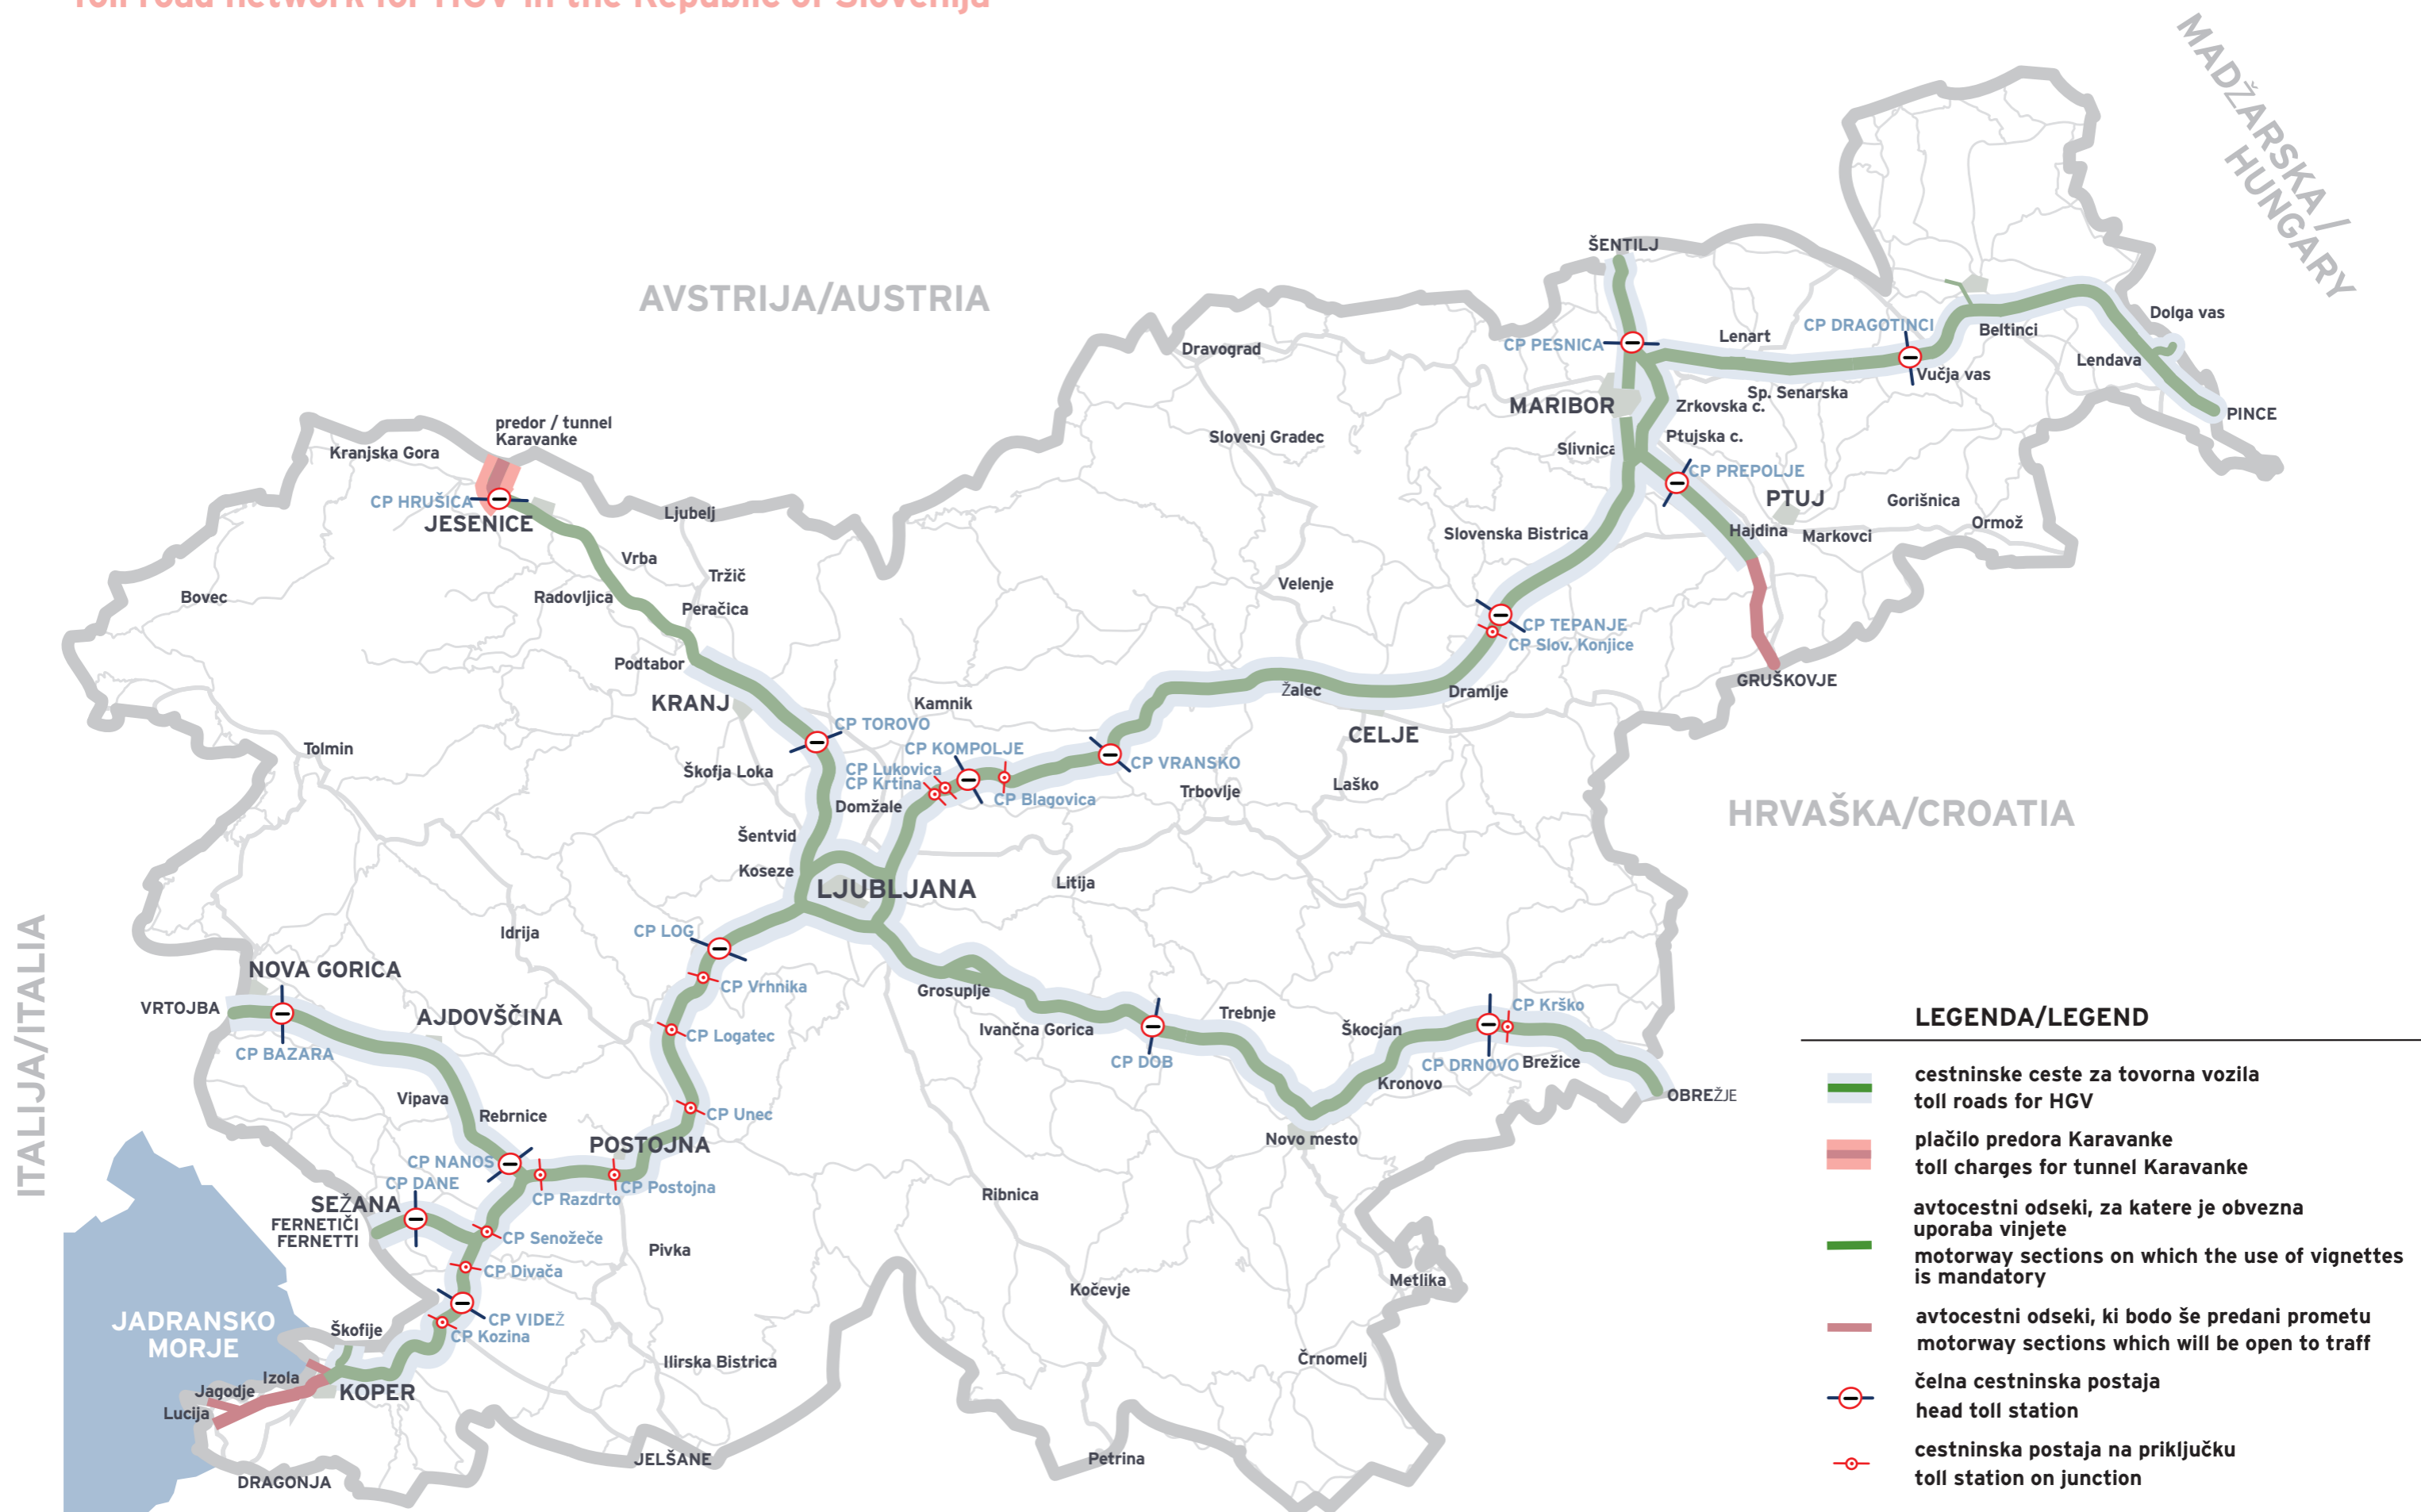 Toll road network for HGV in the Republic of Slovenija
MADŽARSKA /
HUNGARY
AVSTRIJA/AUSTRIA
HRVAŠKA/CROATIA
ITALIJA/ITALIA
JADRANSKO
MORJE
ŠENTILJ
CP PESNICA
Lenart
CP DRAGOTINCI
Beltinci
Dolga vas
Lendava
Vučja vas
PINCE
Sp. Senarska
MARIBOR
Zrkovska c.
Ptujska c.
Slivnica
CP PREPOLJE
PTUJ
Gorišnica
Ormož
Hajdina
Markovci
GRUŠKOVJE
Dravograd
Slovenj Gradec
Slovenska Bistrica
Velenje
CP TEPANJE
CP Slov. Konjice
Dramlje
Žalec
CELJE
Laško
Trbovlje
CP VRANSKO
predor / tunnel
Karavanke
Kranjska Gora
CP HRUŠICA
JESENICE
Ljubelj
Vrba
Tržič
Radovljica
Peračica
Bovec
Podtabor
KRANJ
Kamnik
CP TOROVO
CP KOMPOLJE
CP Lukovica
CP Krtina
CP Blagovica
Domžale
Škofja Loka
Tolmin
Šentvid
Koseze
LJUBLJANA
Litija
CP LOG
Idrija
CP Vrhnika
NOVA GORICA
VRTOJBA
CP BAZARA
AJDOVŠČINA
Grosuplje
Ivančna Gorica
CP DOB
Trebnje
Škocjan
CP Krško
CP DRNOVO
Brežice
Kronovo
OBREŽJE
Novo mesto
CP Logatec
Vipava
Rebrnice
CP Unec
POSTOJNA
CP NANOS
CP DANE
CP Razdrto
CP Postojna
SEŽANA
FERNETIČI
FERNETTI
CP Senožeče
CP Divača
Pivka
Ribnica
Kočevje
Metlika
Črnomelj
CP VIDEŽ
CP Kozina
Škofije
Izola
Jagodje
Lucija
KOPER
Ilirska Bistrica
JELŠANE
DRAGONJA
Petrina
LEGENDA/LEGEND
cestninske ceste za tovorna vozila
toll roads for HGV
plačilo predora Karavanke
toll charges for tunnel Karavanke
avtocestni odseki, za katere je obvezna
uporaba vinjete
motorway sections on which the use of vignettes
is mandatory
avtocestni odseki, ki bodo še predani prometu
motorway sections which will be open to traff
čelna cestninska postaja
head toll station
cestninska postaja na priključku
toll station on junction